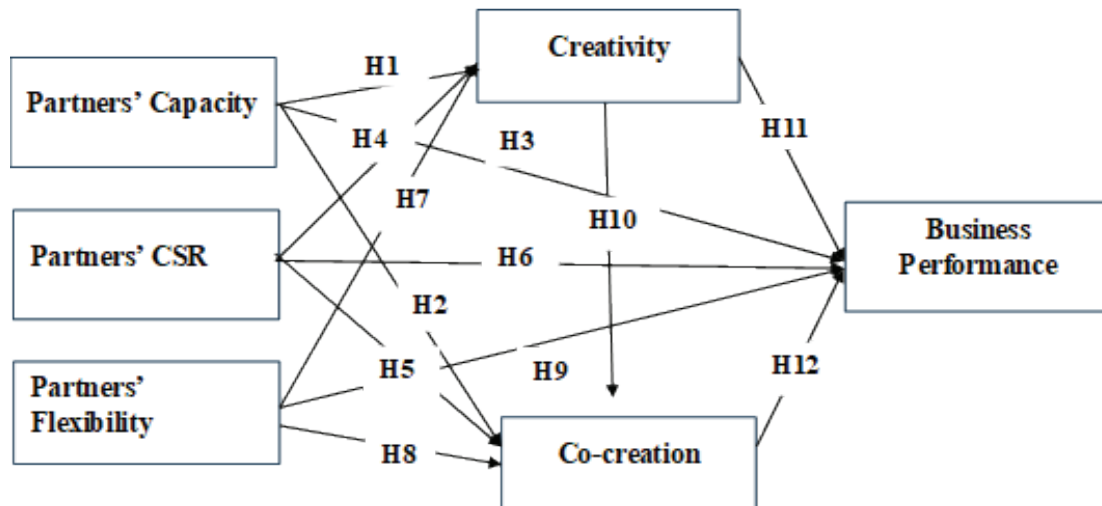 Creativity
H1
Partners’ Capacity
H4
H3
H11
H7
H10
Partners’ CSR
H6
Business
Performance
H2
H5
H9
H12
Partners’
Flexibility
H8
Co-creation